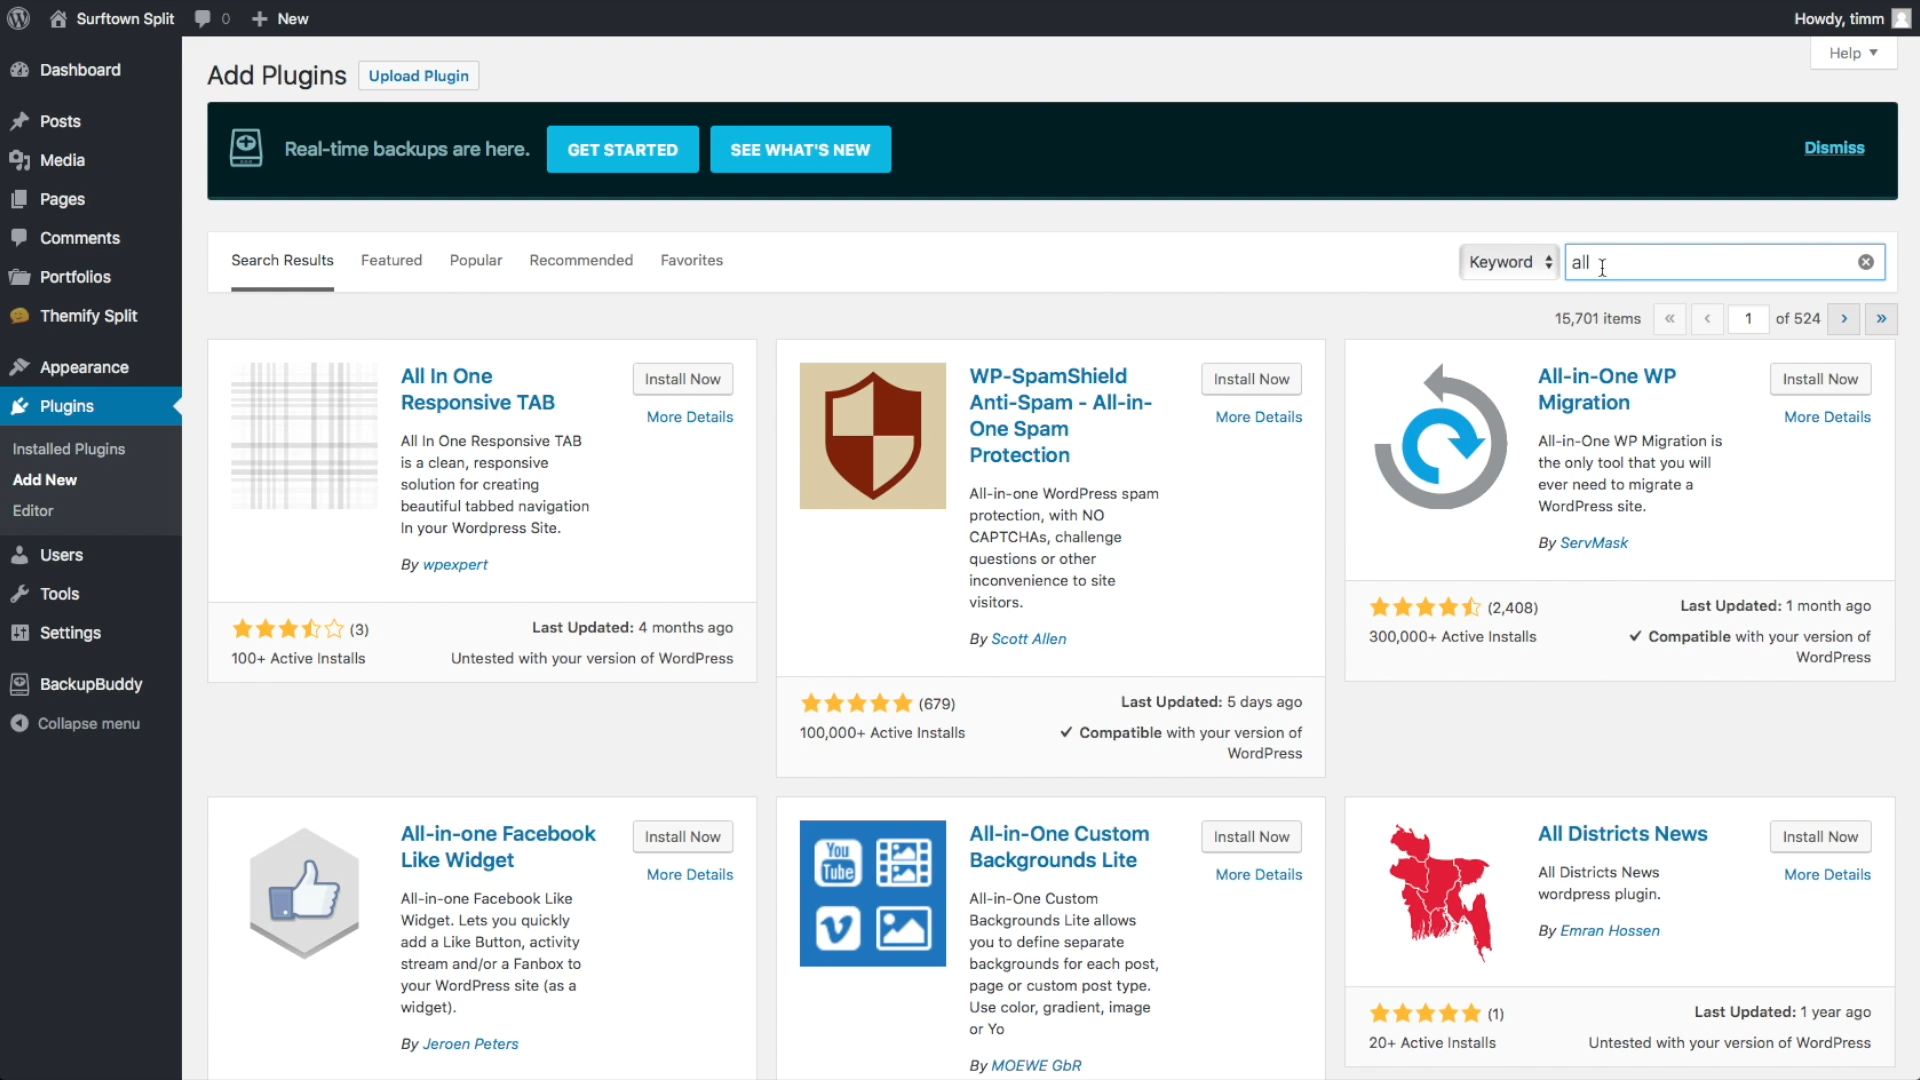 Surftown Split 0 New Howdy, timm
Help
Dashboard
Posts
Media
Pages
Comments
Portfolios
Themify Split
Appearance
Plugins
Installed Plugins
Add New
Editor
Users
Tools
Settings
BackupBuddy
Collapse menu
Add Plugins Upload Plugin
Real-time backups are here. GET STARTED SEE WHAT'S NEW Dismiss
Search Results Featured Popular Recommended Favorites Keyword all
15,701 items « ‹ 1 of 524 › »
All In One
Responsive TAB
Install Now
More Details
All In One Responsive TAB
is a clean, responsive
solution for creating
beautiful tabbed navigation
In your Wordpress Site.
By wpexpert
(3)
Last Updated: 4 months ago
100+ Active Installs
Untested with your version of WordPress
WP-SpamShield
Anti-Spam - All-in-
One Spam
Protection
Install Now
More Details
All-in-one WordPress spam
protection, with NO
CAPTCHAs, challenge
questions or other
inconvenience to site
visitors.
By Scott Allen
(679)
Last Updated: 5 days ago
100,000+ Active Installs
✓ Compatible with your version of
WordPress
All-in-One WP
Migration
Install Now
More Details
All-in-One WP Migration is
the only tool that you will
ever need to migrate a
WordPress site.
By ServMask
(2,408)
Last Updated: 1 month ago
300,000+ Active Installs
✓ Compatible with your version of
WordPress
All-in-one Facebook
Like Widget
Install Now
More Details
All-in-one Facebook Like
Widget. Lets you quickly
add a Like Button, activity
stream and/or a Fanbox to
your WordPress site (as a
widget).
By Jeroen Peters
You
Tube
All-in-One Custom
Backgrounds Lite
Install Now
More Details
All-in-One Custom
Backgrounds Lite allows
you to define separate
backgrounds for each post,
page or custom post type.
Use color, gradient, image
or Yo
By MOEWE GbR
All Districts News
Install Now
More Details
All Districts News
wordpress plugin.
By Emran Hossen
(1)
Last Updated: 1 year ago
20+ Active Installs
Untested with your version of WordPress